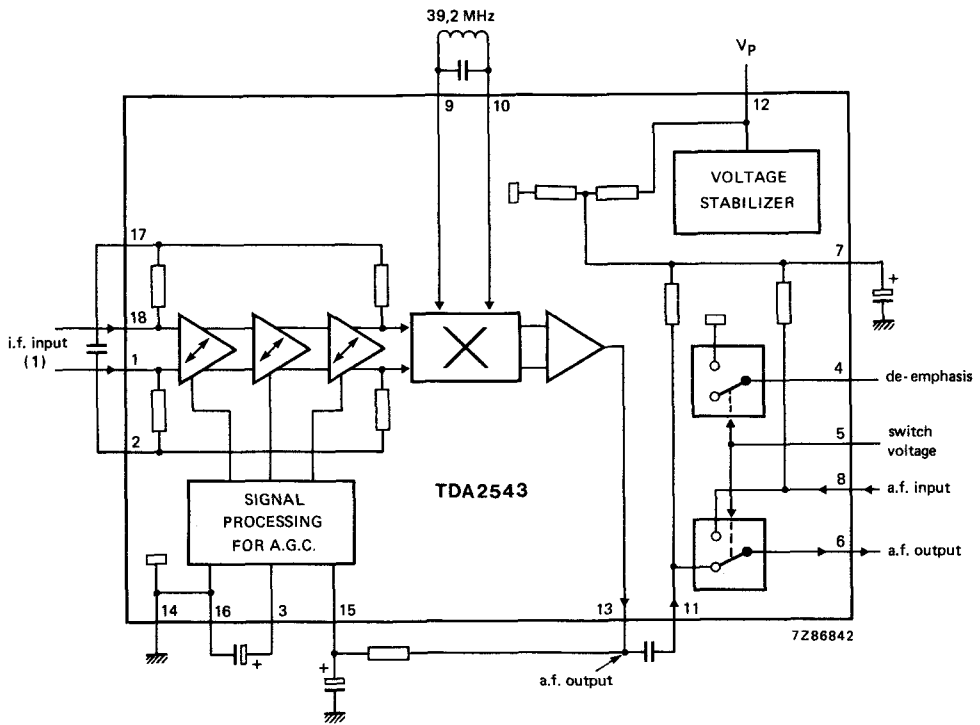 39,2 MHz
Vp
9
10
12
VOLTAGE
STABILIZER
17
7
+
18
i.f. input
(1)
1
4
de-emphasis
2
5
switch
voltage
TDA2543
8
a.f. input
SIGNAL
PROCESSING
FOR A.G.C.
6
a.f. output
14
16
3
15
13
11
7Z86842
+
+
a.f. output